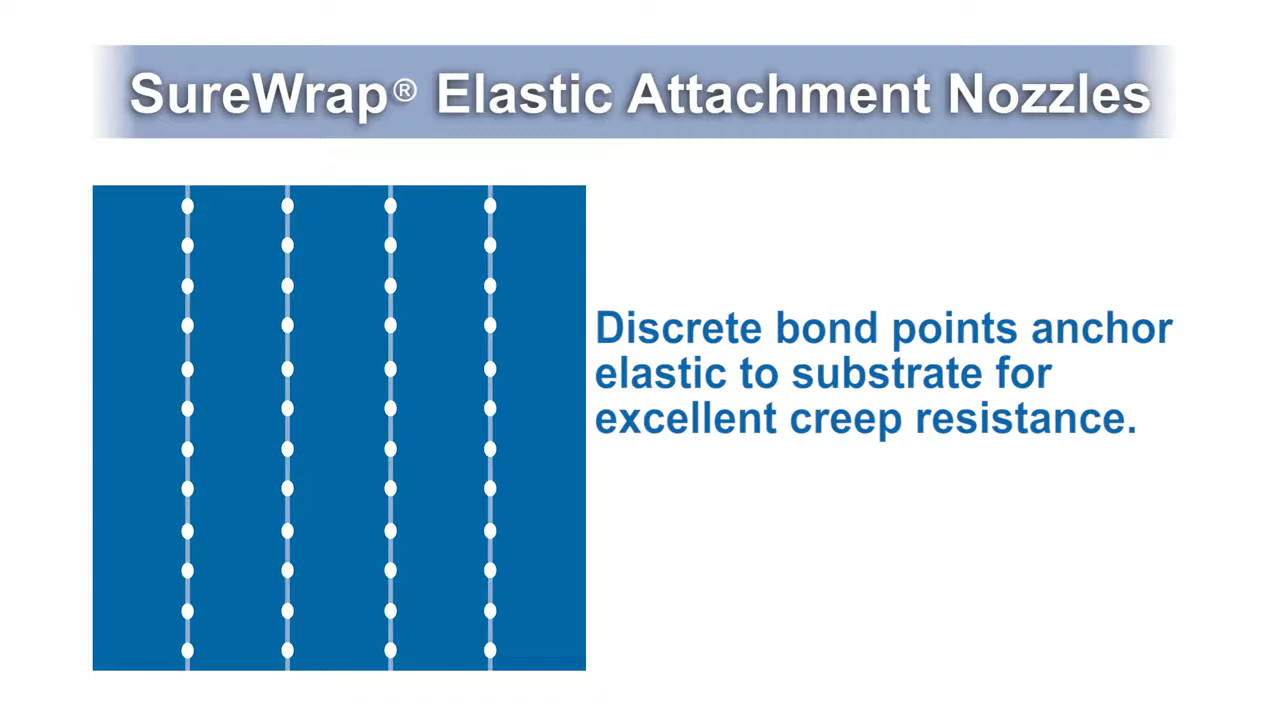 SureWrap® Elastic Attachment Nozzles
Discrete bond points anchor
elastic to substrate for
excellent creep resistance.